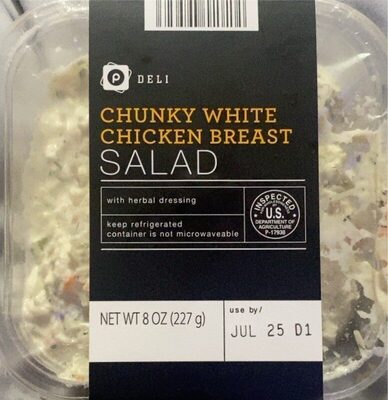 P DELI
CHUNKY WHITE
CHICKEN BREAST
SALAD
with herbal dressing
keep refrigerated
container is not microwaveable
INSPECTED
U.S.
DEPARTMENT OF
AGRICULTURE
P-17938
NET WT 8 OZ (227 g)
use by/
JUL 25 D1